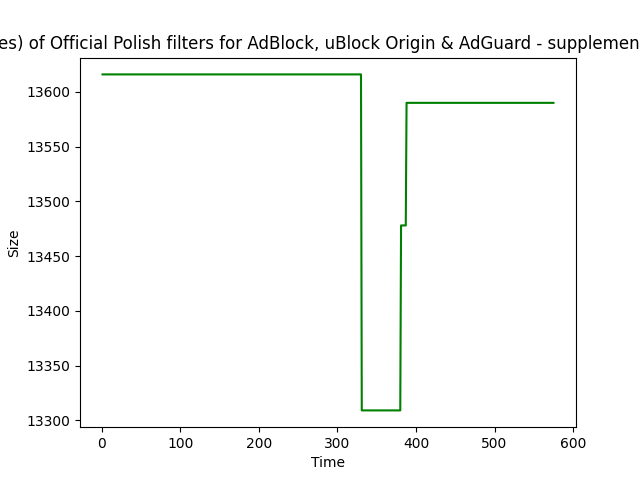 es) of Official Polish filters for AdBlock, uBlock Origin & AdGuard - supplemen
13600
13550
13500
13450
13400
13350
13300
Size
0 100 200 300 400 500 600
Time